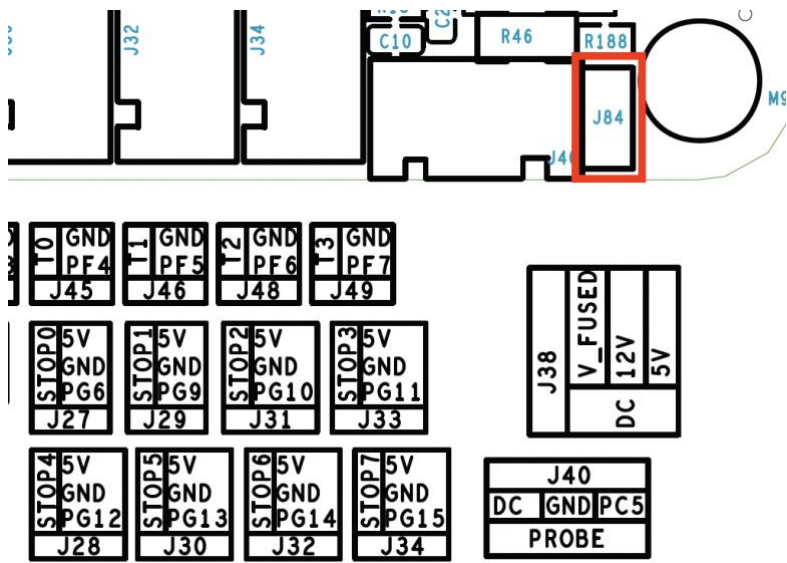 J32
J34
C10
R46
R188
J84
T0
GND
PF4
J45
T1
GND
PF5
J46
T2
GND
PF6
J48
T3
GND
PF7
J49
STOP0
5V
GND
PG6
J27
STOP1
5V
GND
PG9
J29
STOP2
5V
GND
PG10
J31
STOP3
5V
GND
PG11
J33
J38
V_FUSED
12V
5V
DC
STOP4
5V
GND
PG12
J28
STOP5
5V
GND
PG13
J30
STOP6
5V
GND
PG14
J32
STOP7
5V
GND
PG15
J34
J40
DC GND PC5
PROBE